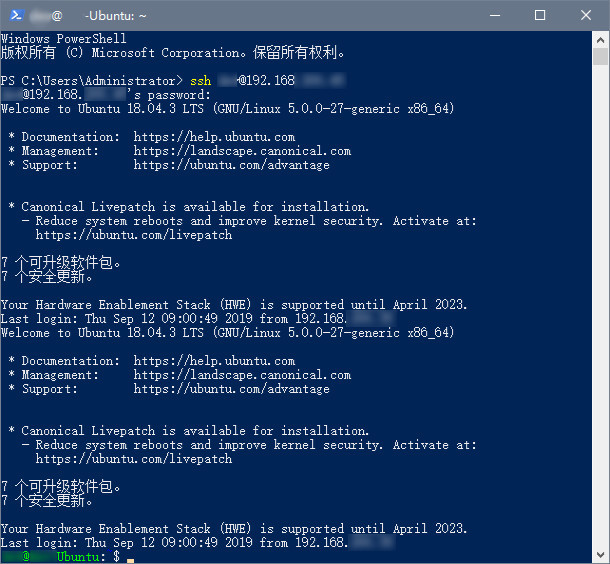 @ -Ubuntu: ~
Windows PowerShell
版权所有 (C) Microsoft Corporation。保留所有权利。
PS C:\Users\Administrator> ssh @192.168
@192.168. 's password:
Welcome to Ubuntu 18.04.3 LTS (GNU/Linux 5.0.0-27-generic x86_64)
* Documentation: https://help.ubuntu.com
* Management: https://landscape.canonical.com
* Support: https://ubuntu.com/advantage
* Canonical Livepatch is available for installation.
- Reduce system reboots and improve kernel security. Activate at:
https://ubuntu.com/livepatch
7 个可升级软件包。
7 个安全更新。
Your Hardware Enablement Stack (HWE) is supported until April 2023.
Last login: Thu Sep 12 09:00:49 2019 from 192.168.
Welcome to Ubuntu 18.04.3 LTS (GNU/Linux 5.0.0-27-generic x86_64)
* Documentation: https://help.ubuntu.com
* Management: https://landscape.canonical.com
* Support: https://ubuntu.com/advantage
* Canonical Livepatch is available for installation.
- Reduce system reboots and improve kernel security. Activate at:
https://ubuntu.com/livepatch
7 个可升级软件包。
7 个安全更新。
Your Hardware Enablement Stack (HWE) is supported until April 2023.
Last login: Thu Sep 12 09:00:49 2019 from 192.168.
@ Ubuntu: $